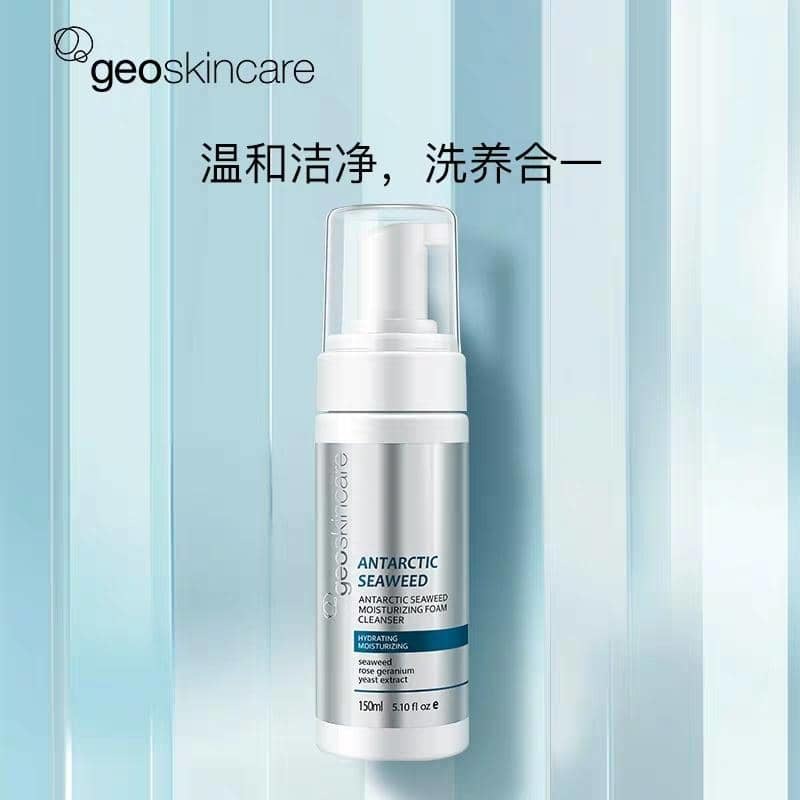 geoskincare
温和洁净，洗养合一
geoskincare
ANTARCTIC
SEAWEED
ANTARCTIC SEAWEED
MOISTURIZING FOAM
CLEANSER
HYDRATING
MOISTURIZING
seaweed
rose geranium
yeast extract
150ml 5.10 fl oz e